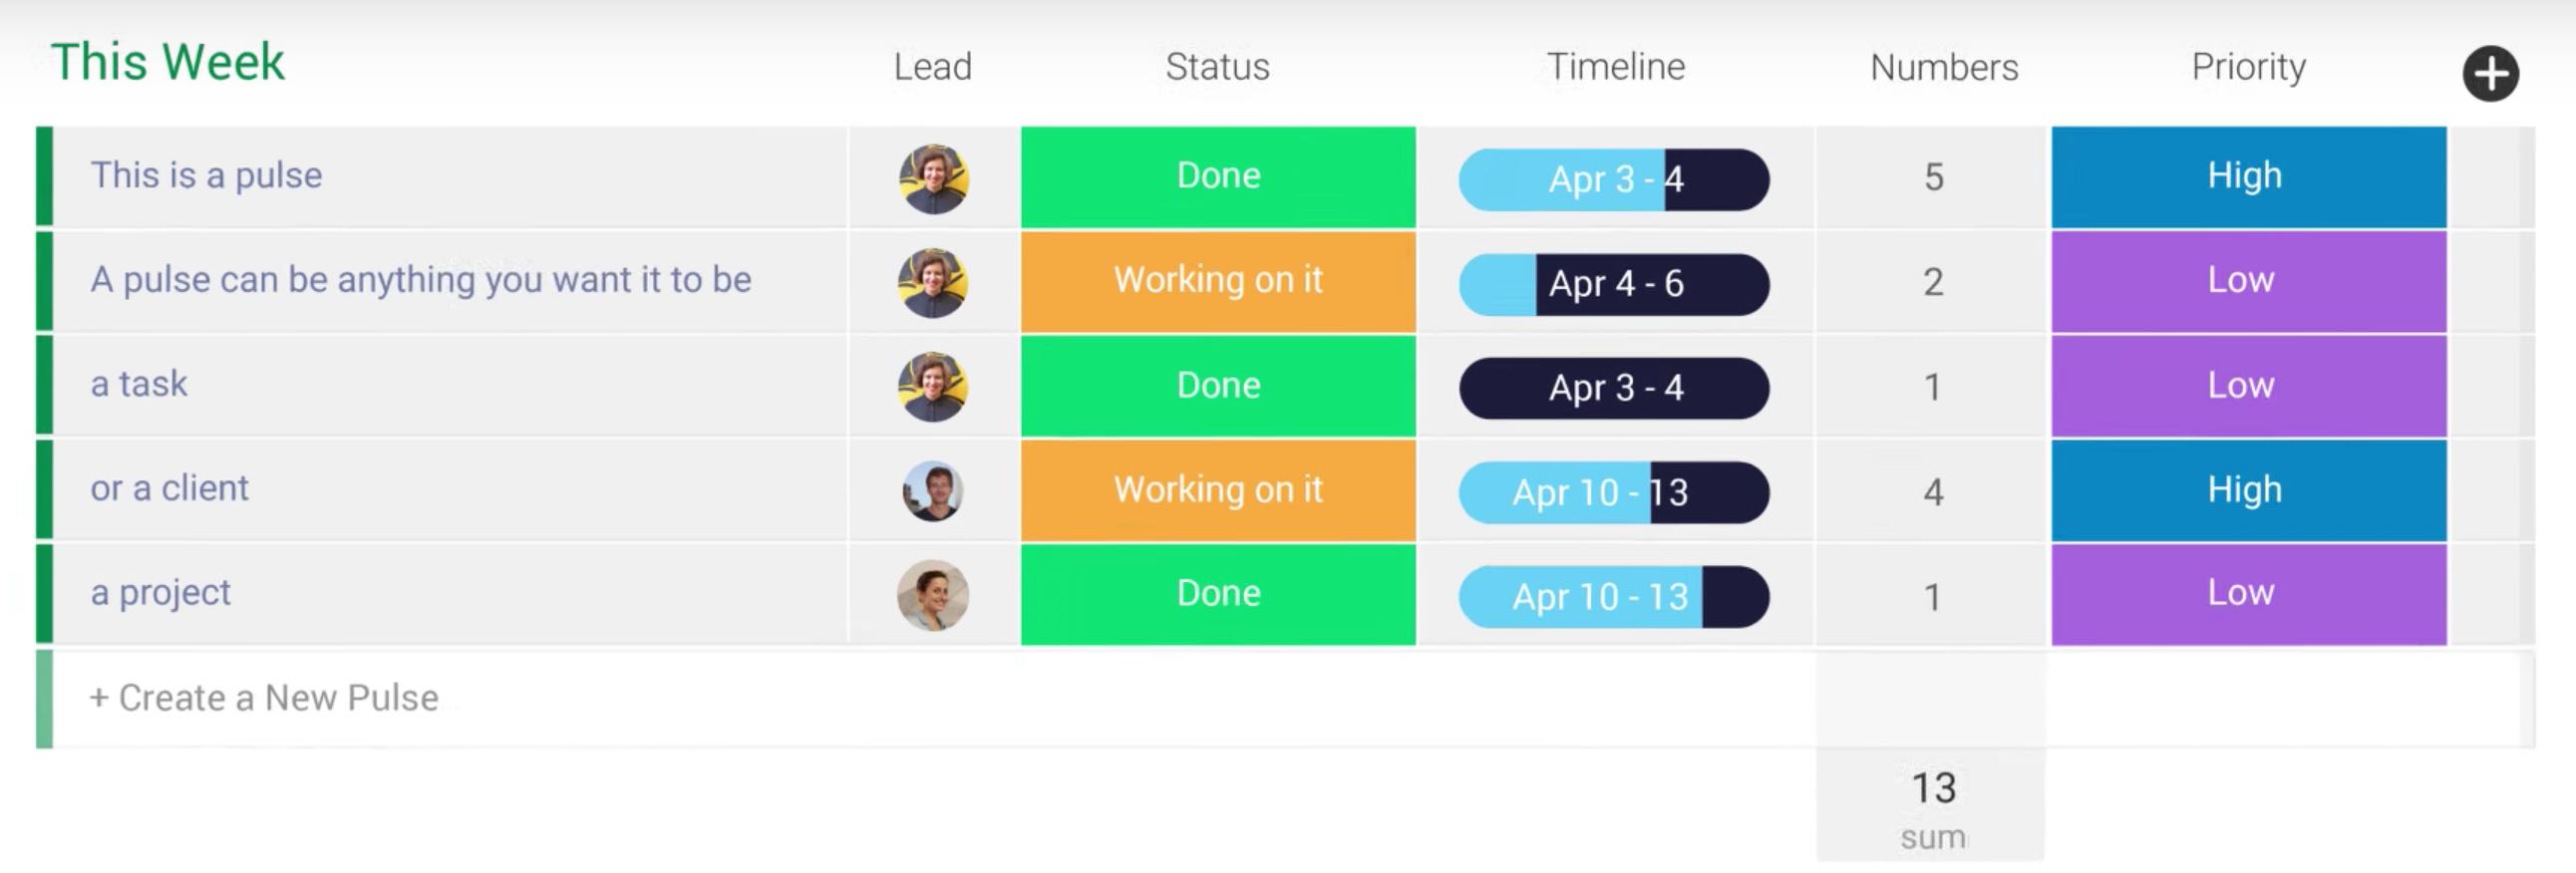 This Week Lead Status Timeline Numbers Priority
This is a pulse Done Apr 3 - 4 5 High
A pulse can be anything you want it to be Working on it Apr 4 - 6 2 Low
a task Done Apr 3 - 4 1 Low
or a client Working on it Apr 10 - 13 4 High
a project Done Apr 10 - 13 1 Low
+ Create a New Pulse
13
sum